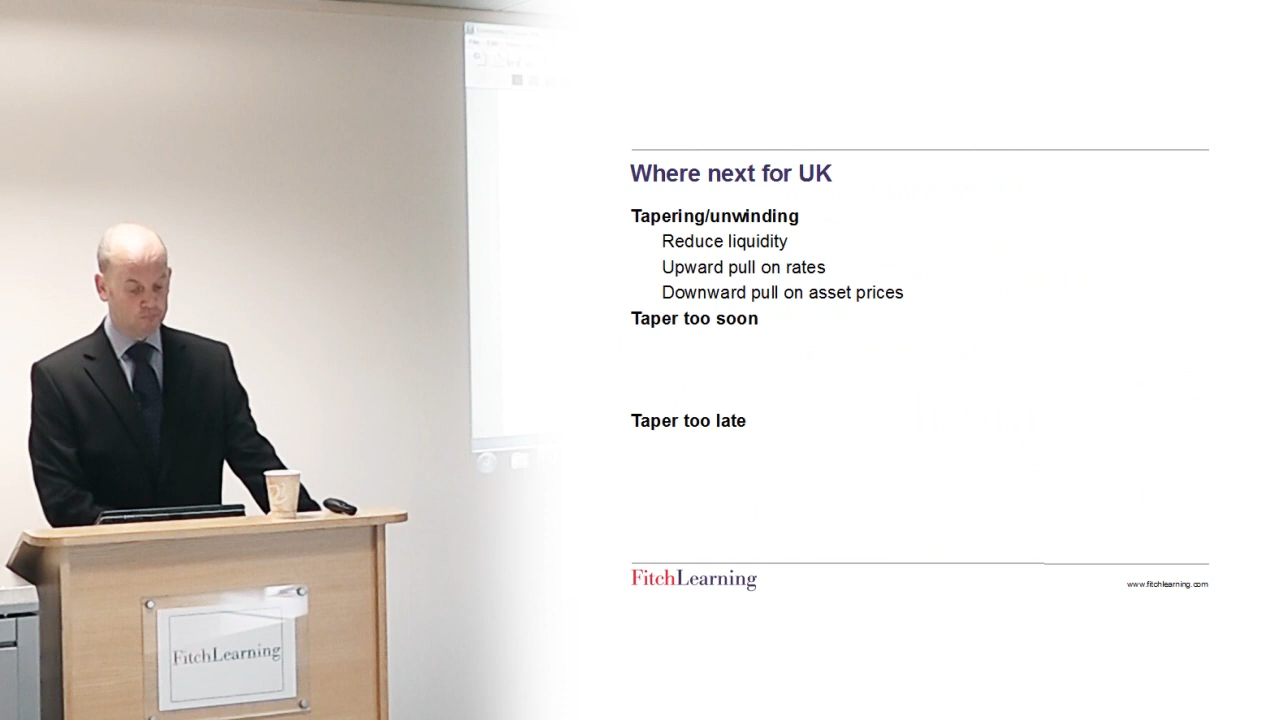 Where next for UK
Tapering/unwinding
Reduce liquidity
Upward pull on rates
Downward pull on asset prices
Taper too soon
Taper too late
FitchLearning
www.fitchlearning.com
FitchLearning